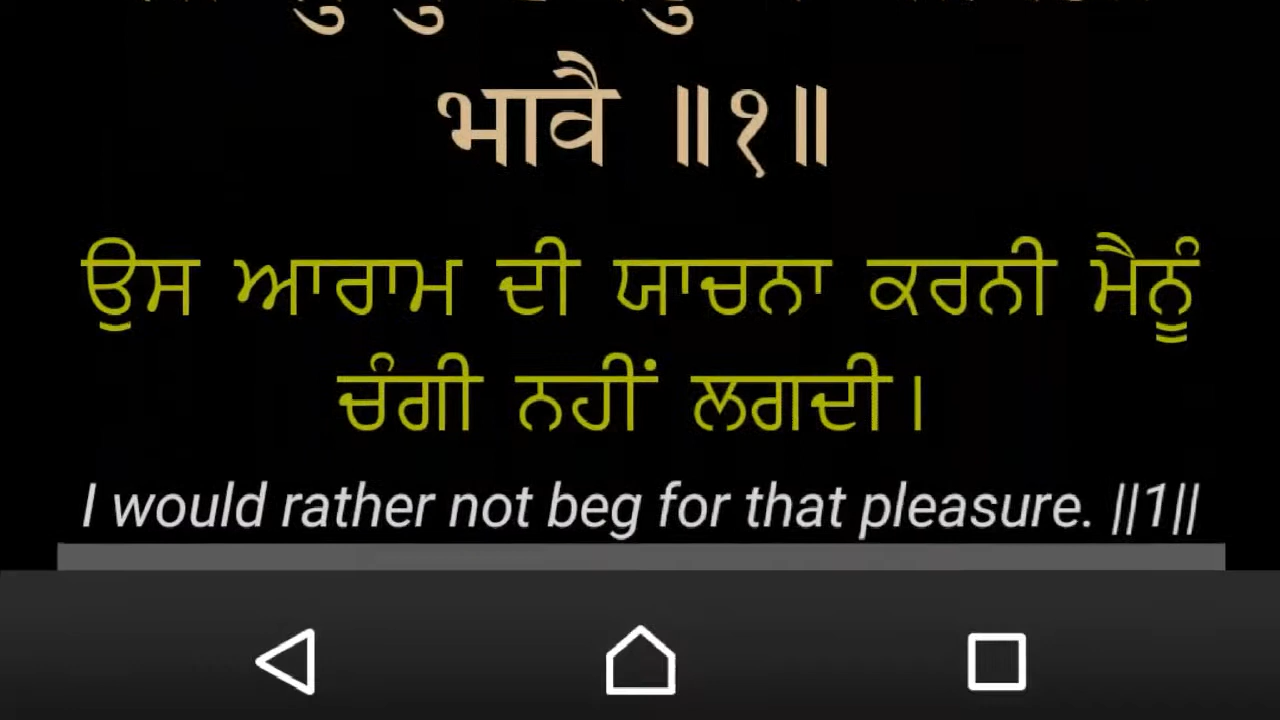 ਭਾਵੈ ॥੧॥
ਉਸ ਆਰਾਮ ਦੀ ਯਾਚਨਾ ਕਰਨੀ ਮੈਨੂੰ
ਚੰਗੀ ਨਹੀਂ ਲਗਦੀ।
I would rather not beg for that pleasure. ||1||